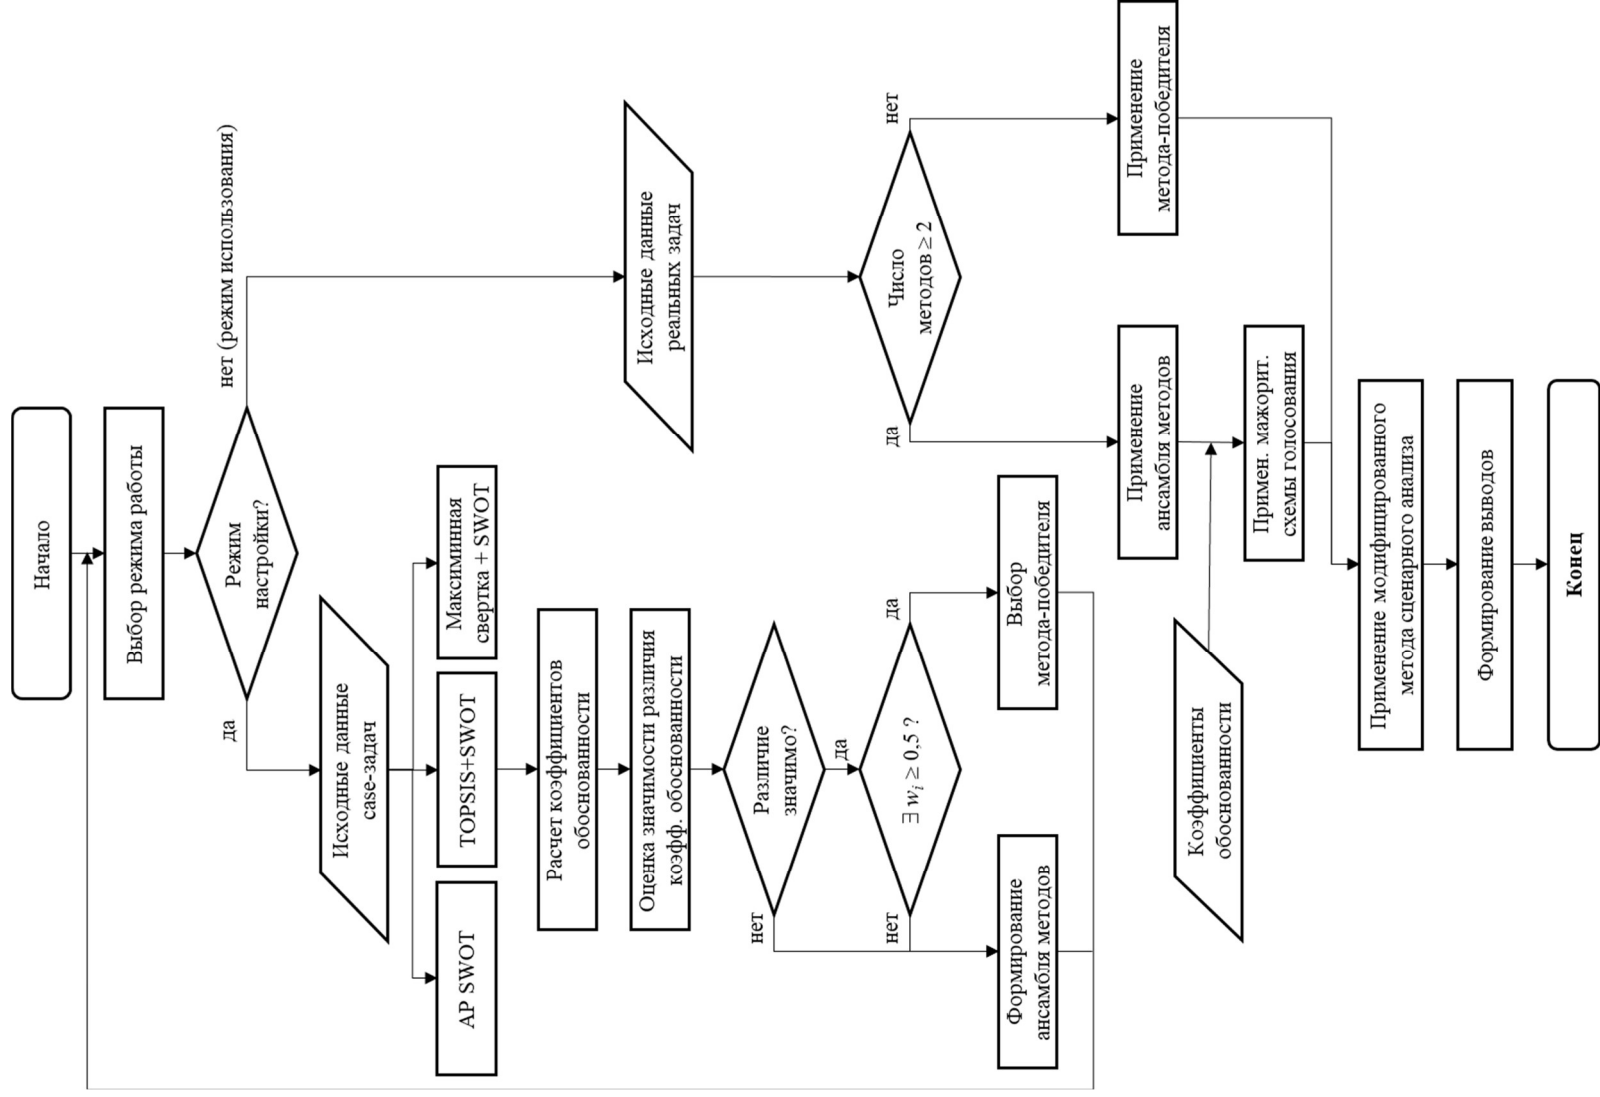 Начало
Выбор режима работы
Режим
настройки?
да
нет (режим использования)
Исходные данные
case-задач
AP SWOT
TOPSIS+SWOT
Максиминная
свертка + SWOT
Расчет коэффициентов
обоснованности
Оценка значимости различия
коэфф. обоснованности
Различие
значимо?
нет
да
∃ wᵢ ≥ 0,5 ?
нет
да
Формирование
ансамбля методов
Выбор
метода-победителя
Исходные данные
реальных задач
Число
методов ≥ 2
да
нет
Применение
ансамбля методов
Применение
метода-победителя
Коэффициенты
обоснованности
Примен. мажорит.
схемы голосования
Применение модифицированного
метода сценарного анализа
Формирование выводов
Конец